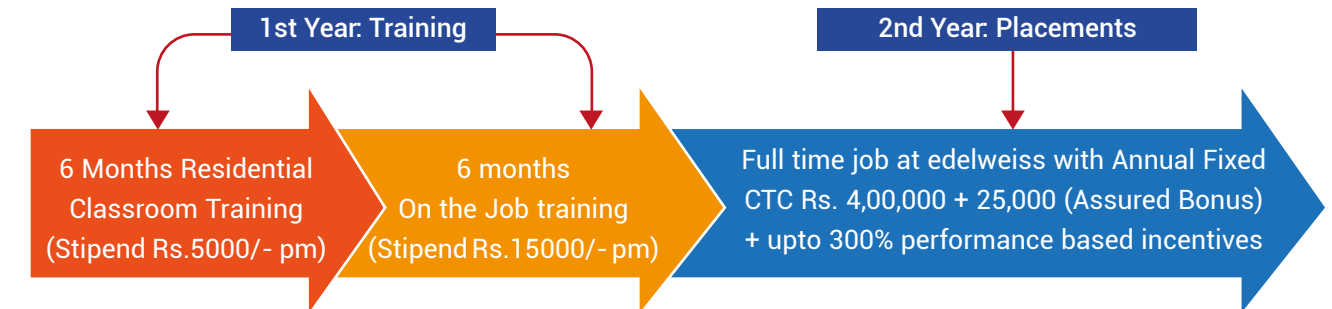 1st Year: Training
2nd Year: Placements
6 Months Residential
Classroom Training
(Stipend Rs.5000/- pm)
6 months
On the Job training
(Stipend Rs.15000/- pm)
Full time job at edelweiss with Annual Fixed
CTC Rs. 4,00,000 + 25,000 (Assured Bonus)
+ upto 300% performance based incentives